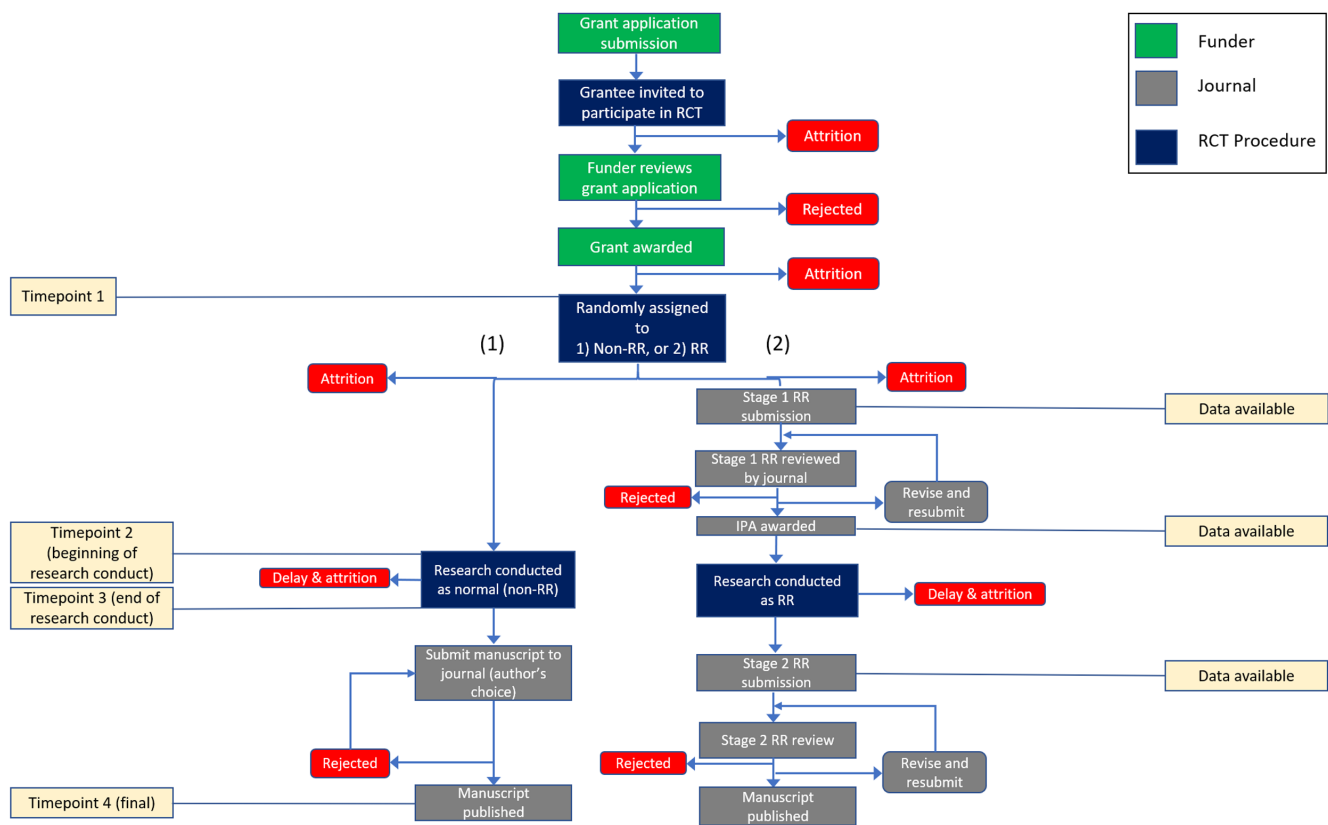 Grant application
submission
Funder
Journal
RCT Procedure
Grantee invited to
participate in RCT
Attrition
Funder reviews
grant application
Rejected
Grant awarded
Attrition
Timepoint 1
Randomly assigned
to
1) Non-RR, or 2) RR
(1)
(2)
Attrition
Attrition
Stage 1 RR
submission
Data available
Stage 1 RR reviewed
by journal
Rejected
Revise and
resubmit
IPA awarded
Data available
Timepoint 2
(beginning of
research conduct)
Delay & attrition
Research conducted
as normal (non-RR)
Timepoint 3 (end of
research conduct)
Research conducted
as RR
Delay & attrition
Submit manuscript to
journal (author's
choice)
Stage 2 RR
submission
Data available
Rejected
Stage 2 RR review
Rejected
Revise and
resubmit
Timepoint 4 (final)
Manuscript
published
Manuscript
published